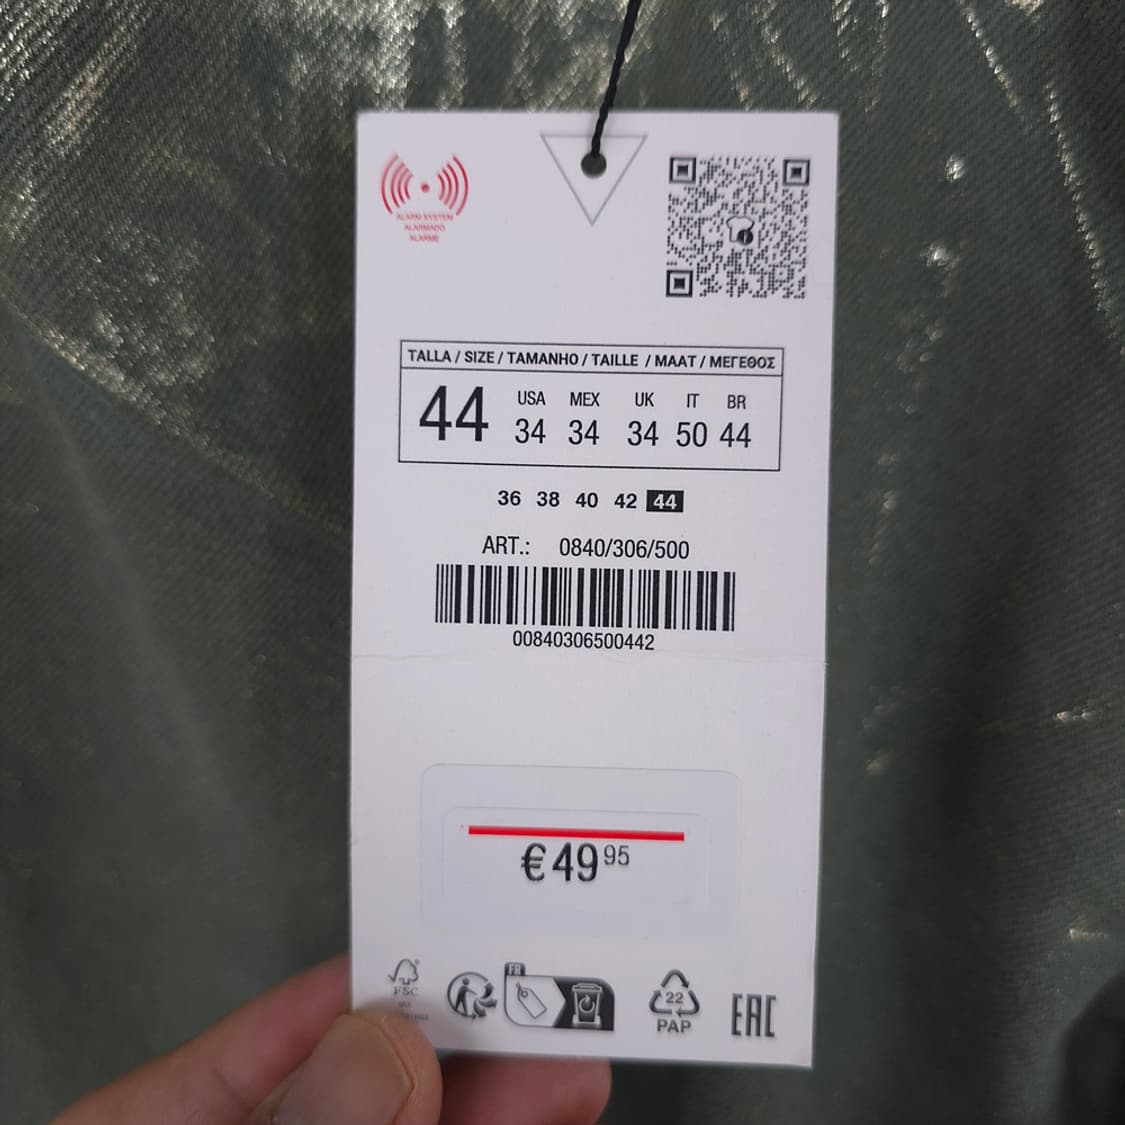 ALARM SYSTEM
ALARMADO
ALARME
TALLA / SIZE / TAMANHO / TAILLE / MAAT / ΜΕΓΕΘΟΣ
44
USA MEX UK IT BR
34 34 34 50 44
36 38 40 42 44
ART.: 0840/306/500
00840306500442
€49 95
FR
FSC
22
PAP
EAC